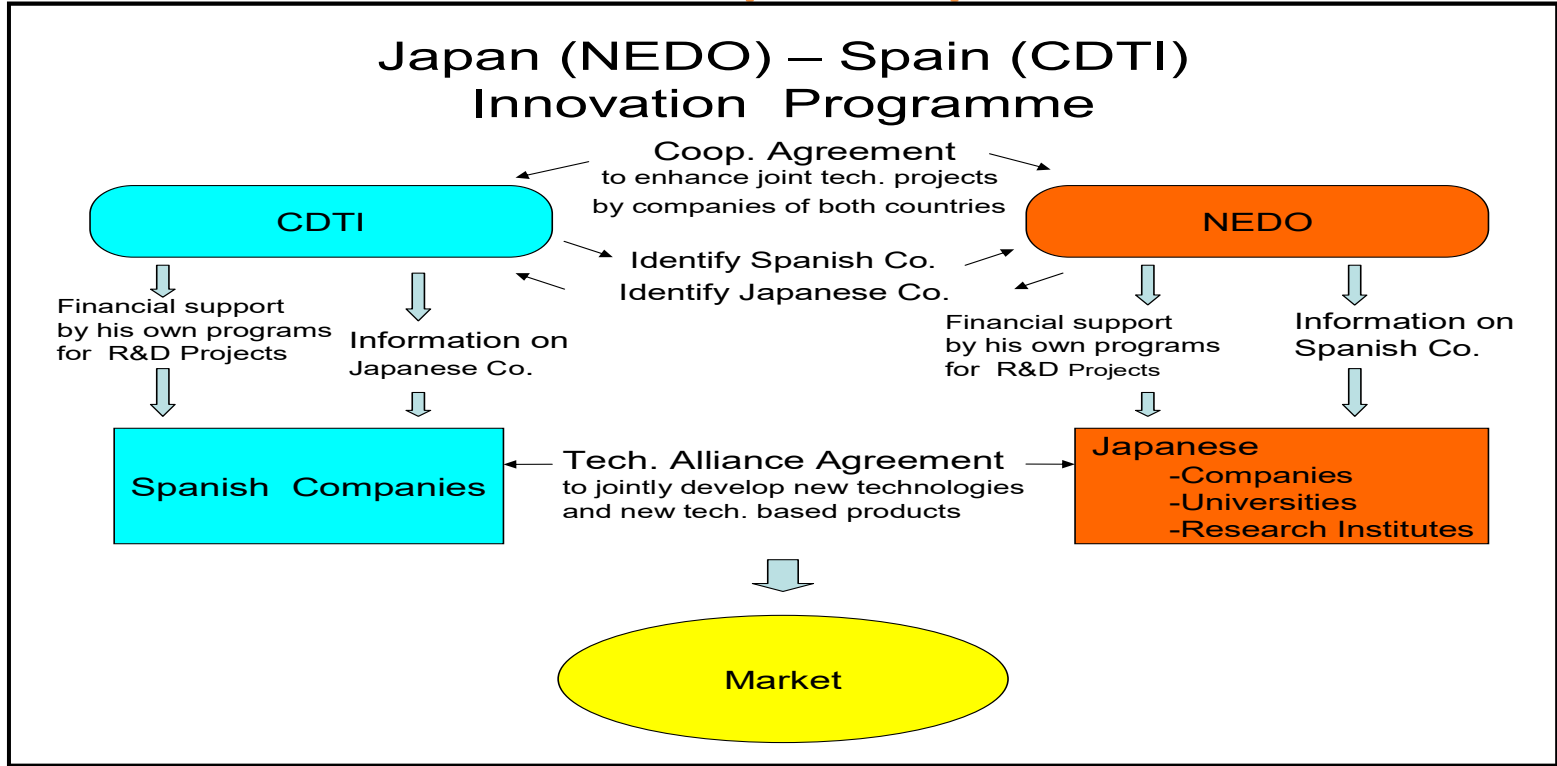 Japan (NEDO) – Spain (CDTI)
Innovation Programme
Coop. Agreement
to enhance joint tech. projects
by companies of both countries
CDTI
NEDO
Identify Spanish Co.
Identify Japanese Co.
Financial support
by his own programs
for R&D Projects
Information on
Japanese Co.
Financial support
by his own programs
for R&D Projects
Information on
Spanish Co.
Spanish Companies
Tech. Alliance Agreement
to jointly develop new technologies
and new tech. based products
Japanese
-Companies
-Universities
-Research Institutes
Market